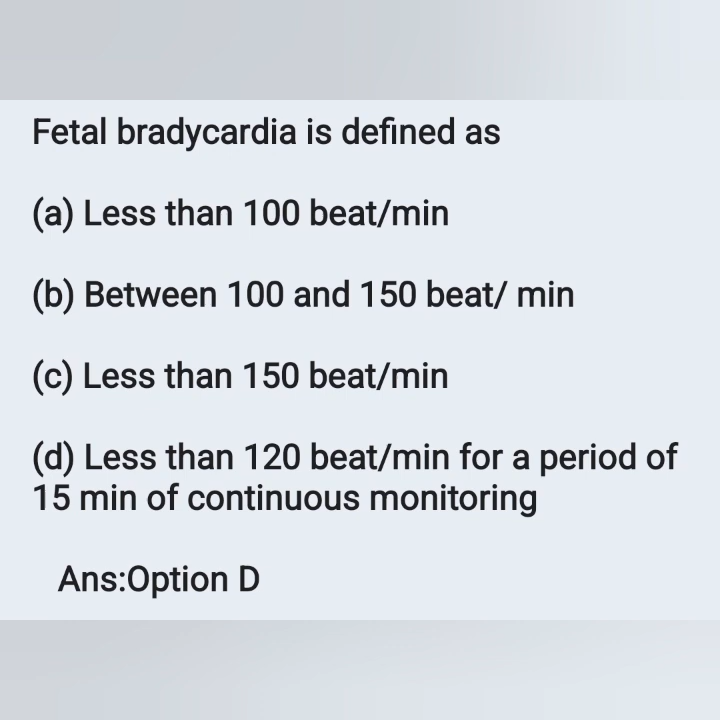 Fetal bradycardia is defined as
(a) Less than 100 beat/min
(b) Between 100 and 150 beat/ min
(c) Less than 150 beat/min
(d) Less than 120 beat/min for a period of
15 min of continuous monitoring
Ans:Option D